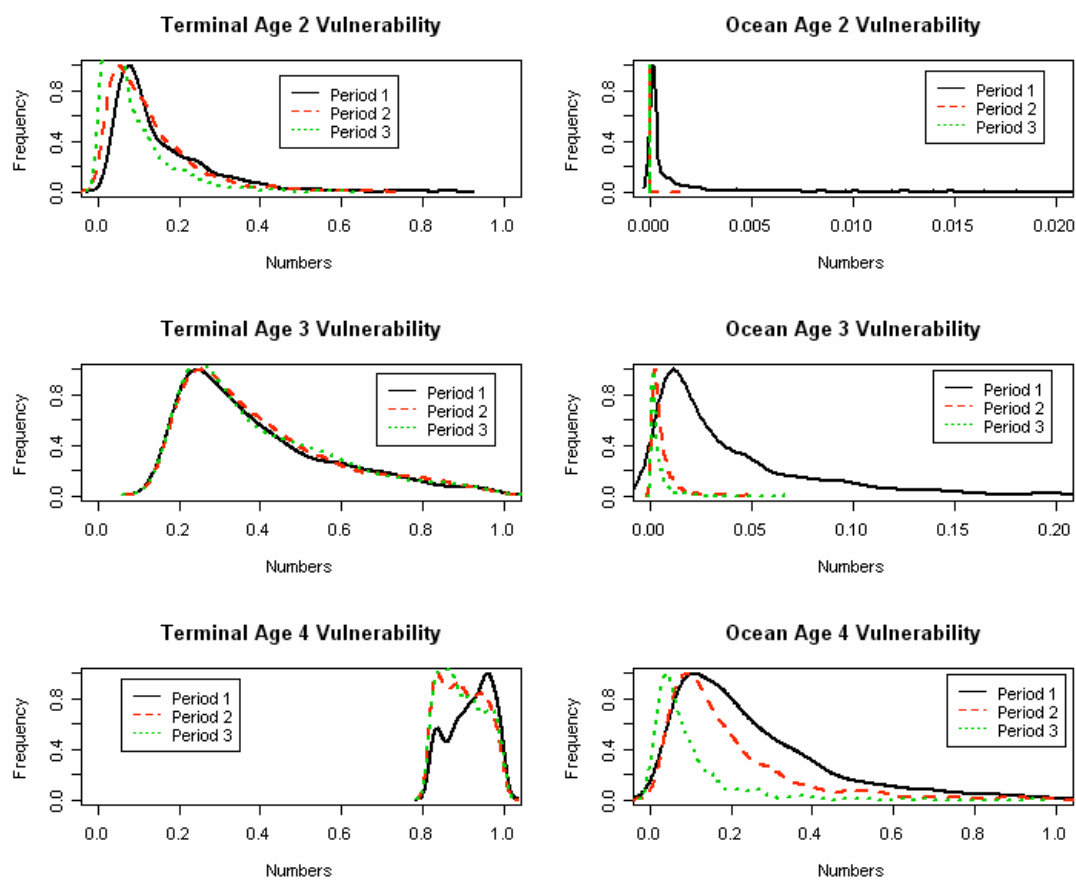 Terminal Age 2 Vulnerability
Frequency
0.0 0.4 0.8
Period 1
Period 2
Period 3
0.0 0.2 0.4 0.6 0.8 1.0
Numbers
Ocean Age 2 Vulnerability
Frequency
0.0 0.4 0.8
Period 1
Period 2
Period 3
0.000 0.005 0.010 0.015 0.020
Numbers
Terminal Age 3 Vulnerability
Frequency
0.0 0.4 0.8
Period 1
Period 2
Period 3
0.0 0.2 0.4 0.6 0.8 1.0
Numbers
Ocean Age 3 Vulnerability
Frequency
0.0 0.4 0.8
Period 1
Period 2
Period 3
0.00 0.05 0.10 0.15 0.20
Numbers
Terminal Age 4 Vulnerability
Frequency
0.0 0.4 0.8
Period 1
Period 2
Period 3
0.0 0.2 0.4 0.6 0.8 1.0
Numbers
Ocean Age 4 Vulnerability
Frequency
0.0 0.4 0.8
Period 1
Period 2
Period 3
0.0 0.2 0.4 0.6 0.8 1.0
Numbers